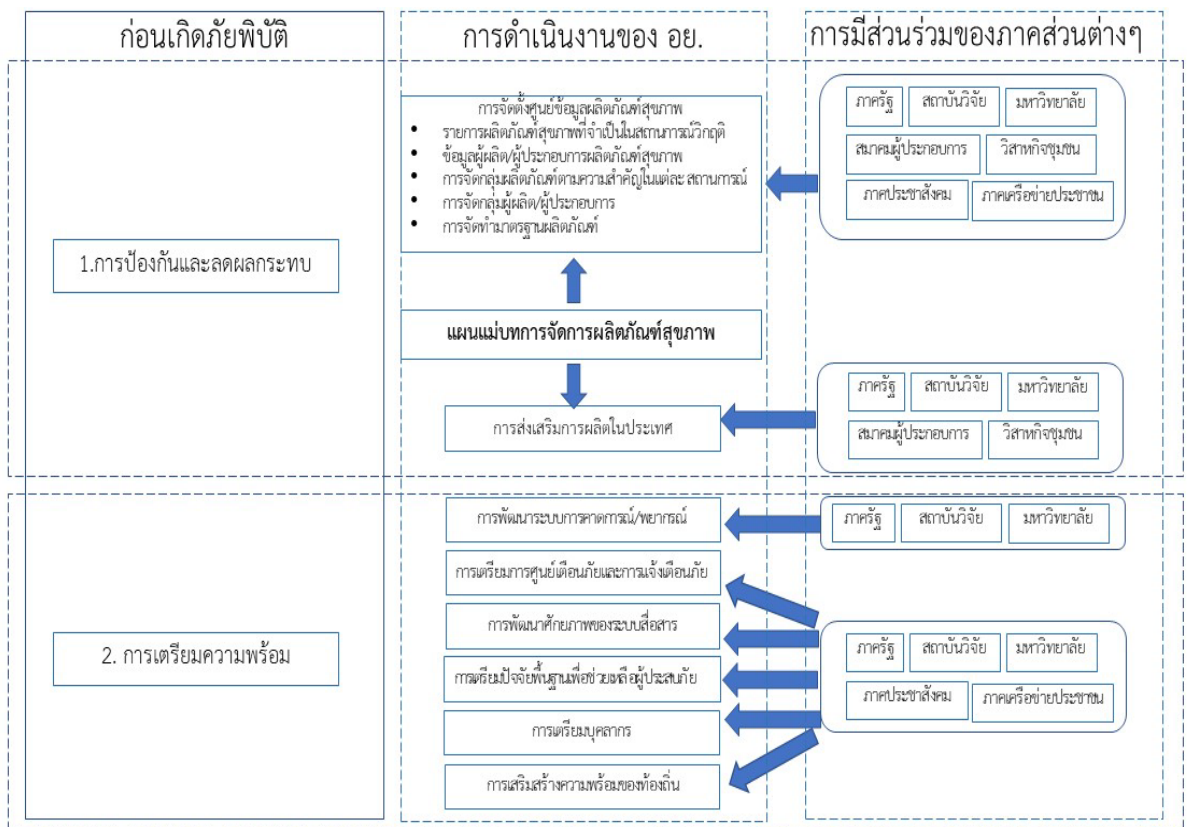 ก่อนเกิดภัยพิบัติ
การดำเนินงานของ อย.
การมีส่วนร่วมของภาคส่วนต่างๆ
1.การป้องกันและลดผลกระทบ
การจัดตั้งศูนย์ข้อมูลผลิตภัณฑ์สุขภาพ
• รายการผลิตภัณฑ์สุขภาพที่จำเป็นในสถานการณ์วิกฤติ
• ข้อมูลผู้ผลิต/ผู้ประกอบการผลิตภัณฑ์สุขภาพ
• การจัดกลุ่มผลิตภัณฑ์ตามความสำคัญในแต่ละ สถานการณ์
• การจัดกลุ่มผู้ผลิต/ผู้ประกอบการ
• การจัดทำมาตรฐานผลิตภัณฑ์
ภาครัฐ
สถาบันวิจัย
มหาวิทยาลัย
สมาคมผู้ประกอบการ
วิสาหกิจชุมชน
ภาคประชาสังคม
ภาคเครือข่ายประชาชน
แผนแม่บทการจัดการผลิตภัณฑ์สุขภาพ
การส่งเสริมการผลิตในประเทศ
ภาครัฐ
สถาบันวิจัย
มหาวิทยาลัย
สมาคมผู้ประกอบการ
วิสาหกิจชุมชน
2. การเตรียมความพร้อม
การพัฒนาระบบการคาดการณ์/พยากรณ์
ภาครัฐ
สถาบันวิจัย
มหาวิทยาลัย
การเตรียมการศูนย์เตือนภัยและการแจ้งเตือนภัย
การพัฒนาศักยภาพของระบบสื่อสาร
การเตรียมปัจจัยพื้นฐานเพื่อช่วยเหลือผู้ประสบภัย
การเตรียมบุคลากร
การเสริมสร้างความพร้อมของท้องถิ่น
ภาครัฐ
สถาบันวิจัย
มหาวิทยาลัย
ภาคประชาสังคม
ภาคเครือข่ายประชาชน